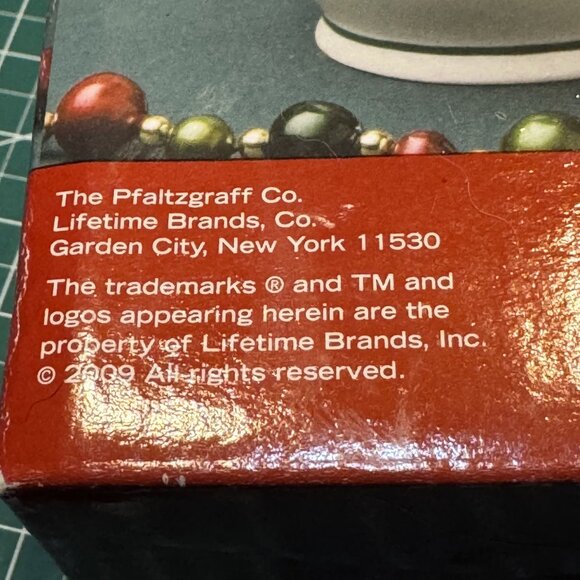 The Pfaltzgraff Co.
Lifetime Brands, Co.
Garden City, New York 11530
The trademarks ® and TM and
logos appearing herein are the
property of Lifetime Brands, Inc.
© 2009 All rights reserved.